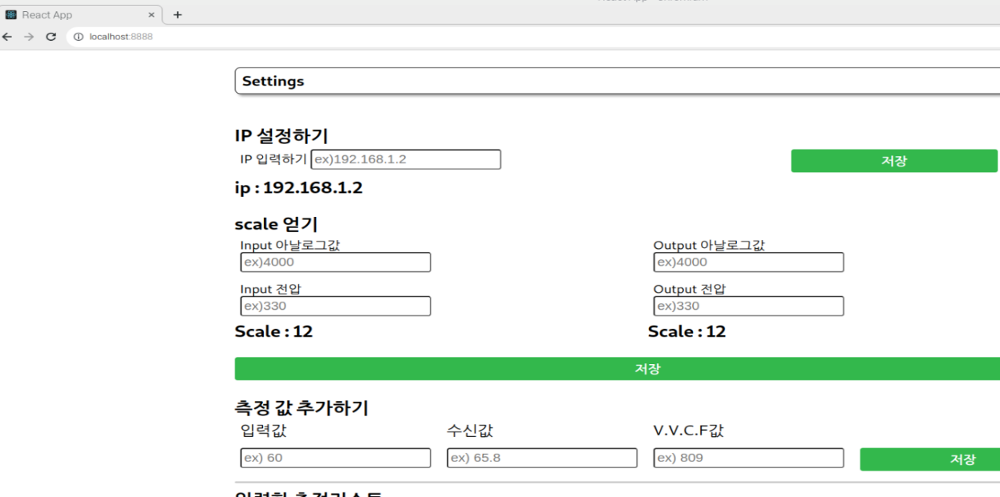 React App
localhost:8888
Settings
IP 설정하기
IP 입력하기 ex)192.168.1.2 저장
ip : 192.168.1.2
scale 얻기
Input 아날로그값 Output 아날로그값
ex)4000 ex)4000
Input 전압 Output 전압
ex)330 ex)330
Scale : 12 Scale : 12
저장
측정 값 추가하기
입력값 수신값 V.V.C.F값
ex) 60 ex) 65.8 ex) 809 저장